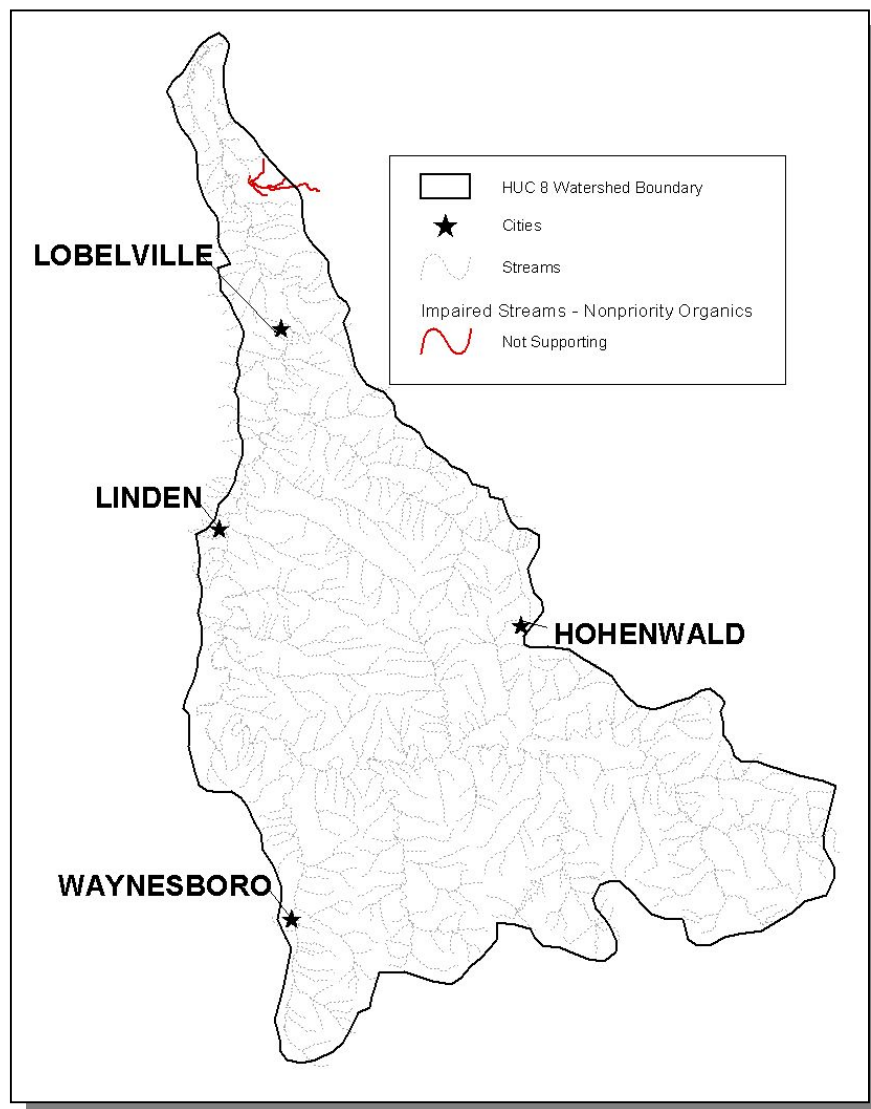 HUC 8 Watershed Boundary
Cities
Streams
Impaired Streams - Nonpriority Organics
Not Supporting
LOBELVILLE
LINDEN
HOHENWALD
WAYNESBORO